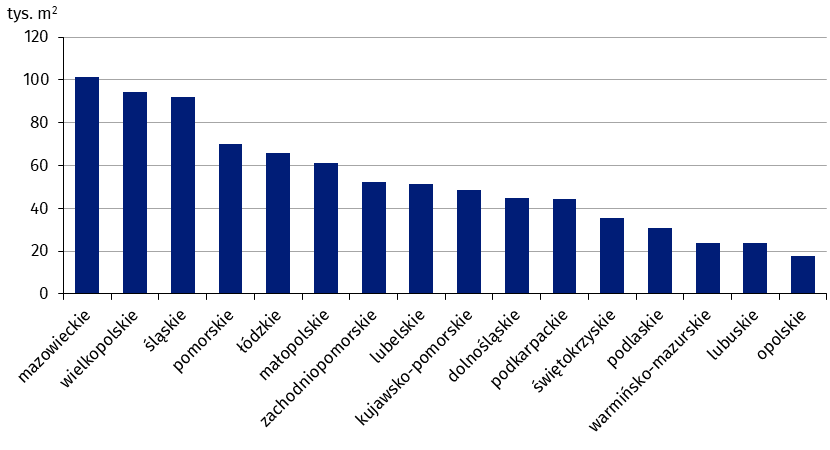 tys. m²
120
100
80
60
40
20
0
mazowieckie
wielkopolskie
śląskie
pomorskie
łódzkie
małopolskie
zachodniopomorskie
lubelskie
kujawsko-pomorskie
dolnośląskie
podkarpackie
świętokrzyskie
podlaskie
warmińsko-mazurskie
lubuskie
opolskie